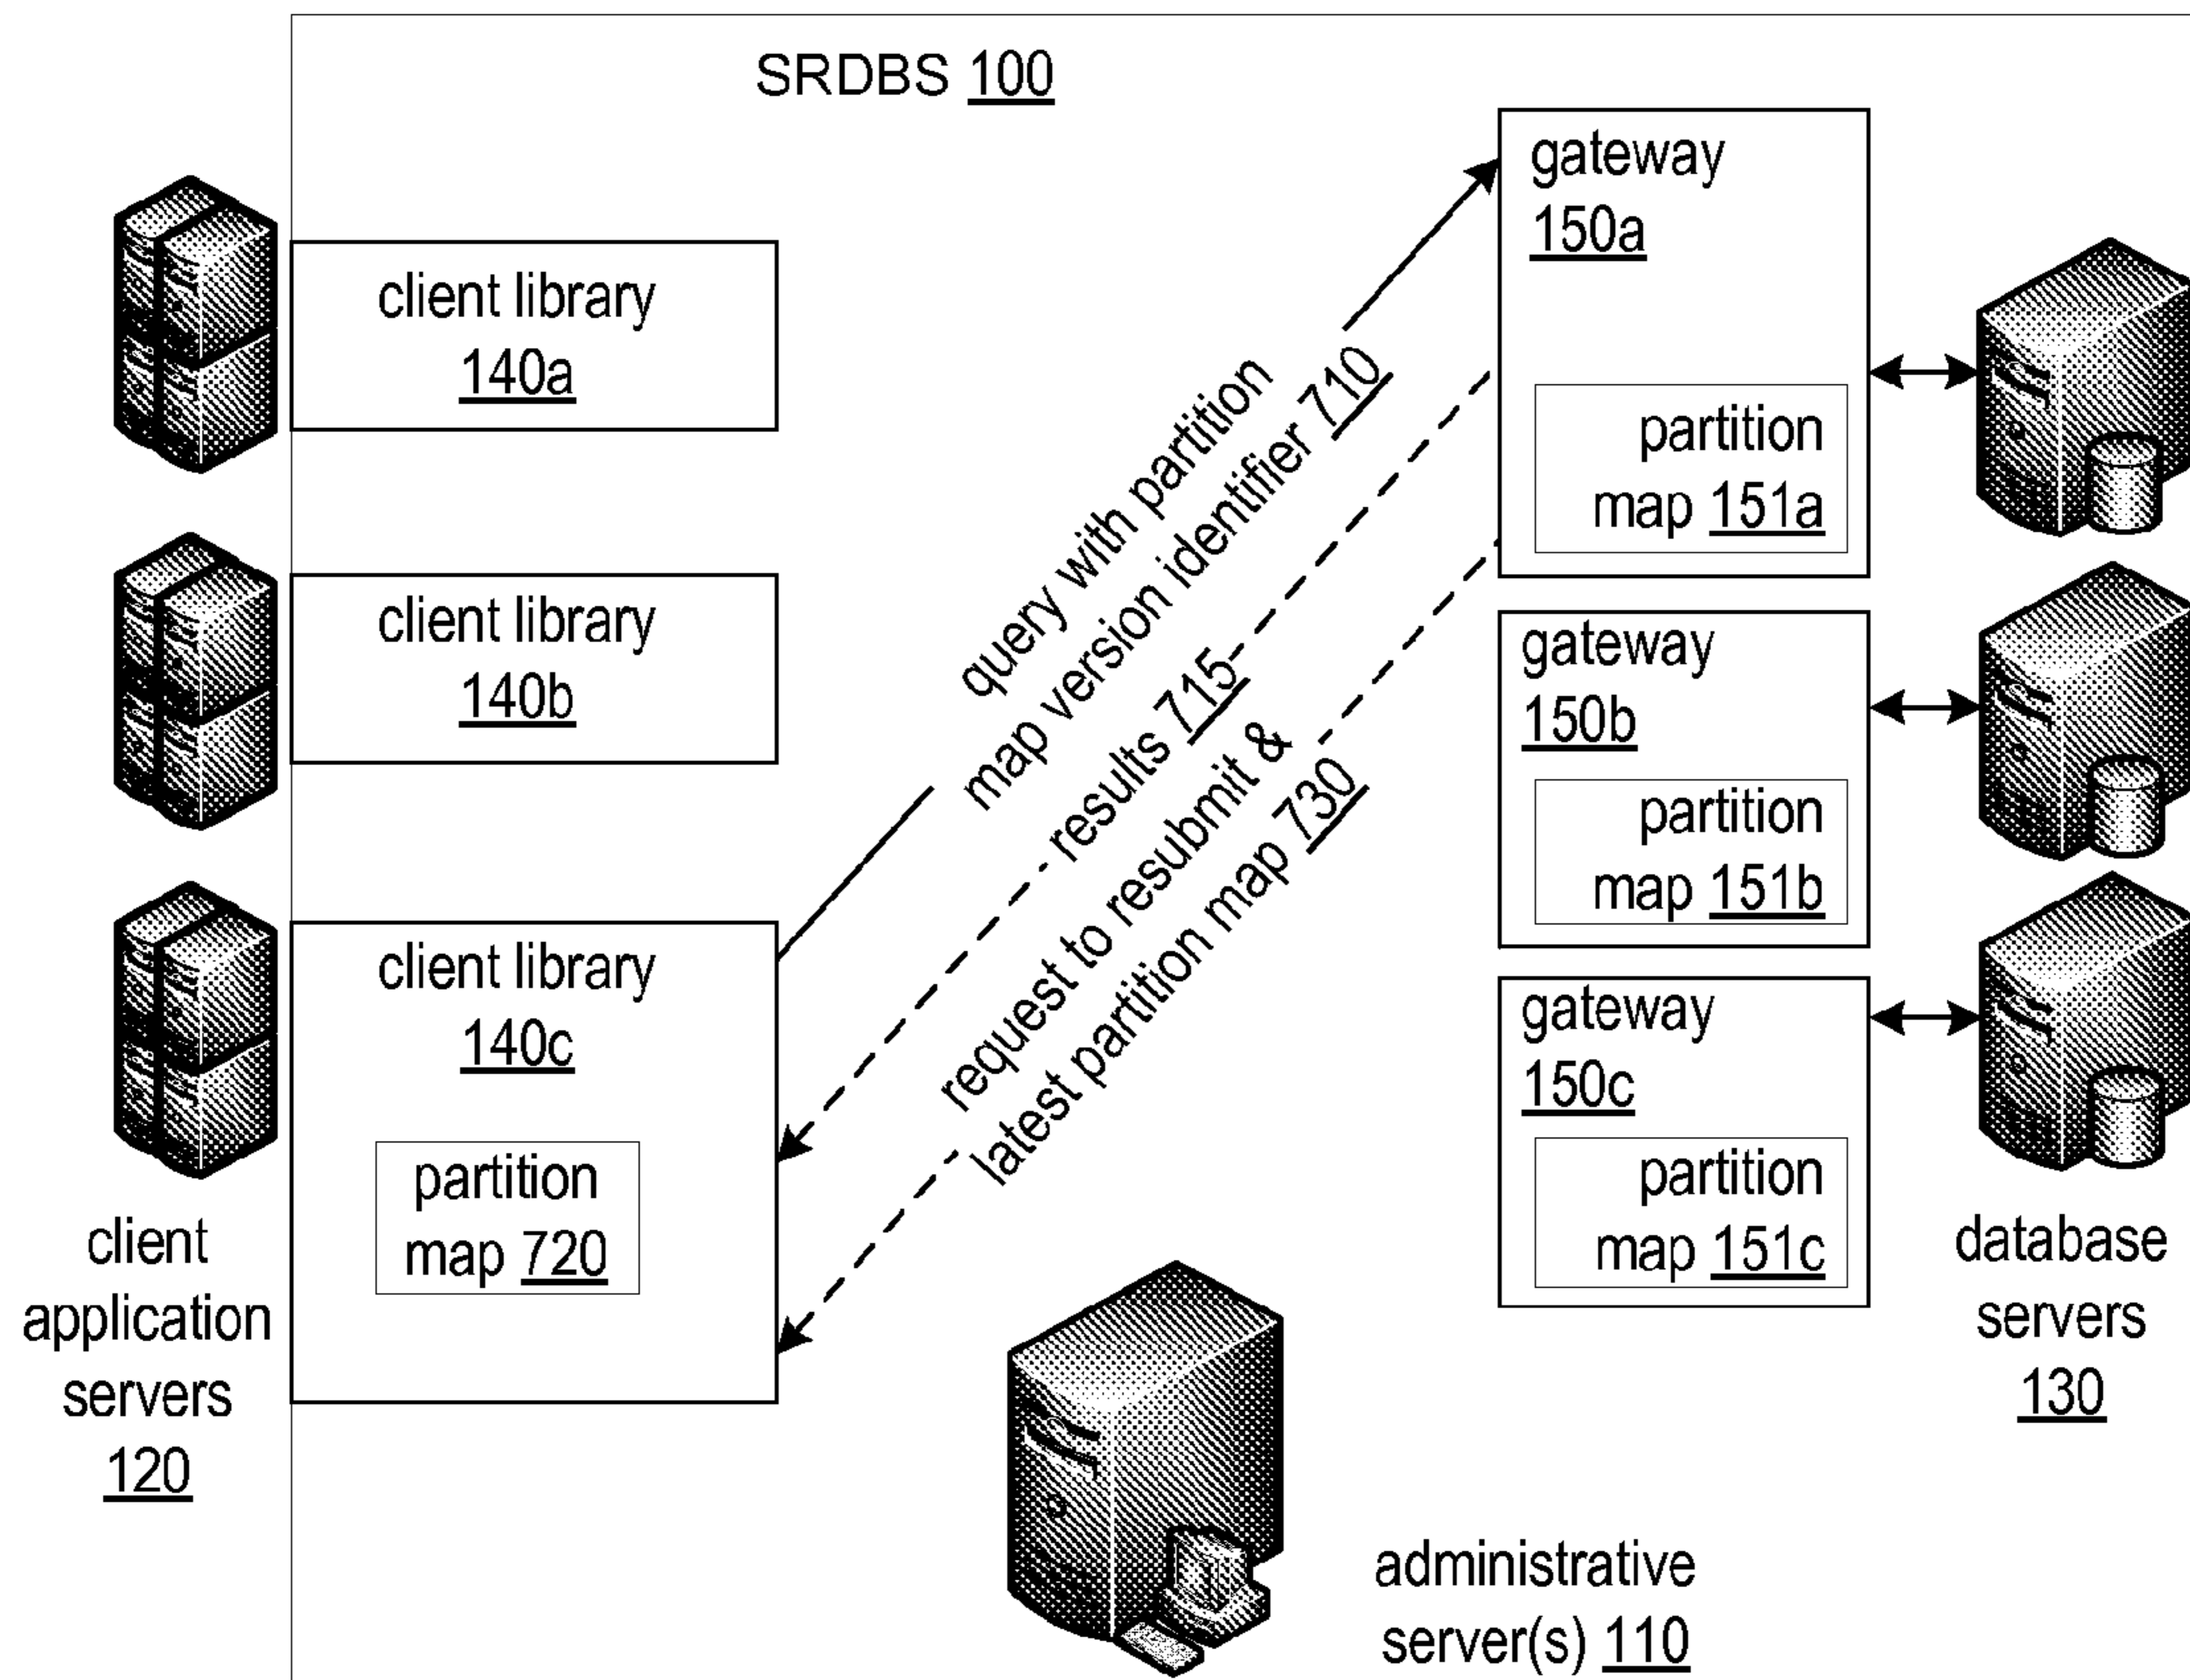 SRDBS 100
client library
140a
client library
140b
client library
140c
partition
map 720
client
application
servers
120
query with partition
map version identifier 710
results 715
request to resubmit &
latest partition map 730
gateway
150a
partition
map 151a
gateway
150b
partition
map 151b
gateway
150c
partition
map 151c
database
servers
130
administrative
server(s) 110